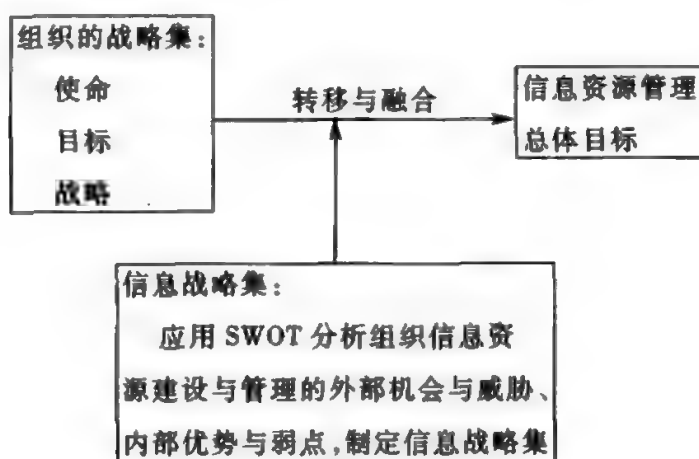 组织的战略集：
使命
目标
战略
转移与融合
信息资源管理
总体目标
信息战略集：
应用 SWOT 分析组织信息资
源建设与管理的外部机会与威胁、
内部优势与弱点，制定信息战略集